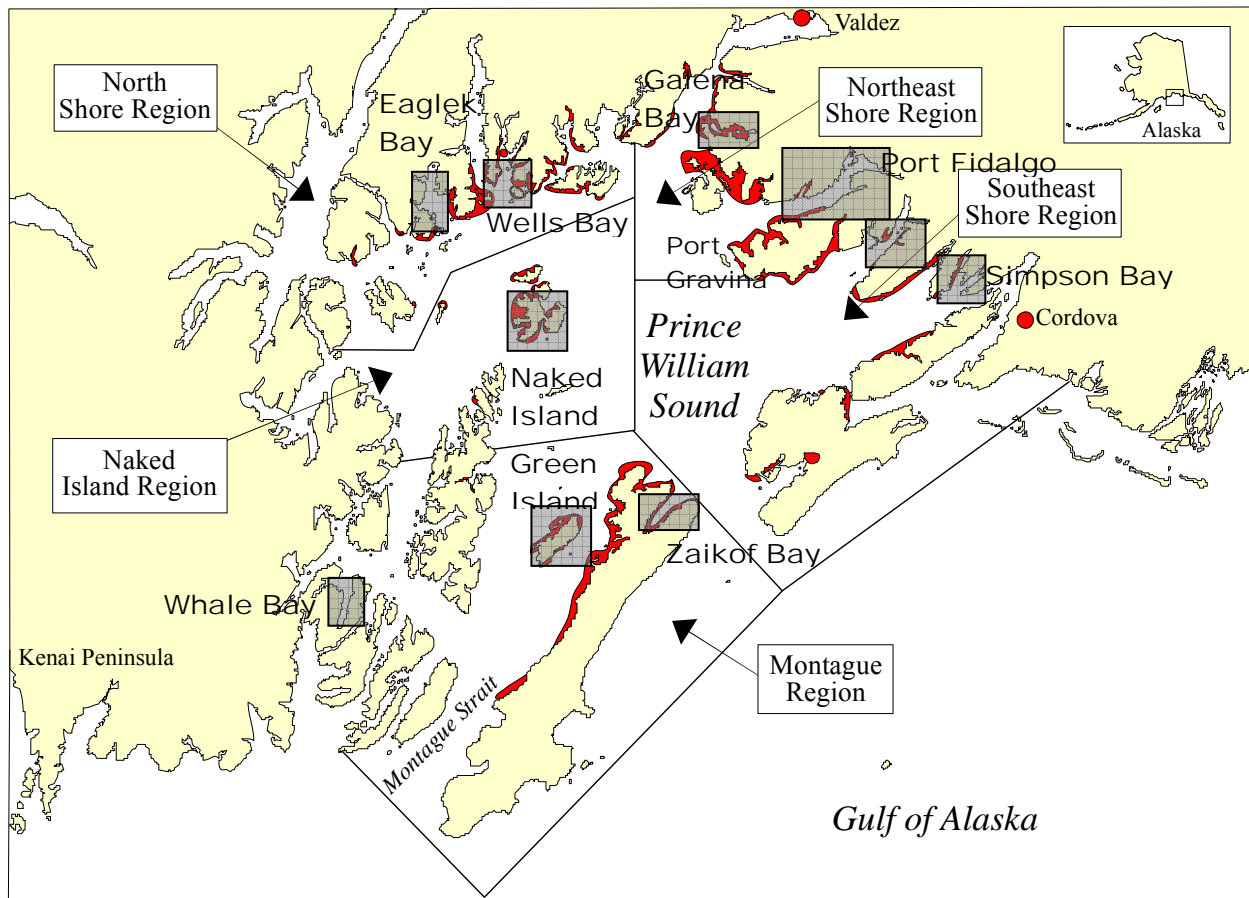 Valdez
North
Shore Region
Eaglek
Bay
Galena
Bay
Northeast
Shore Region
Alaska
Port Fidalgo
Southeast
Shore Region
Wells Bay
Port
Gravina
Simpson Bay
Cordova
Prince
William
Sound
Naked
Island
Naked
Island Region
Green
Island
Zaikof Bay
Whale Bay
Kenai Peninsula
Montague
Region
Montague Strait
Gulf of Alaska